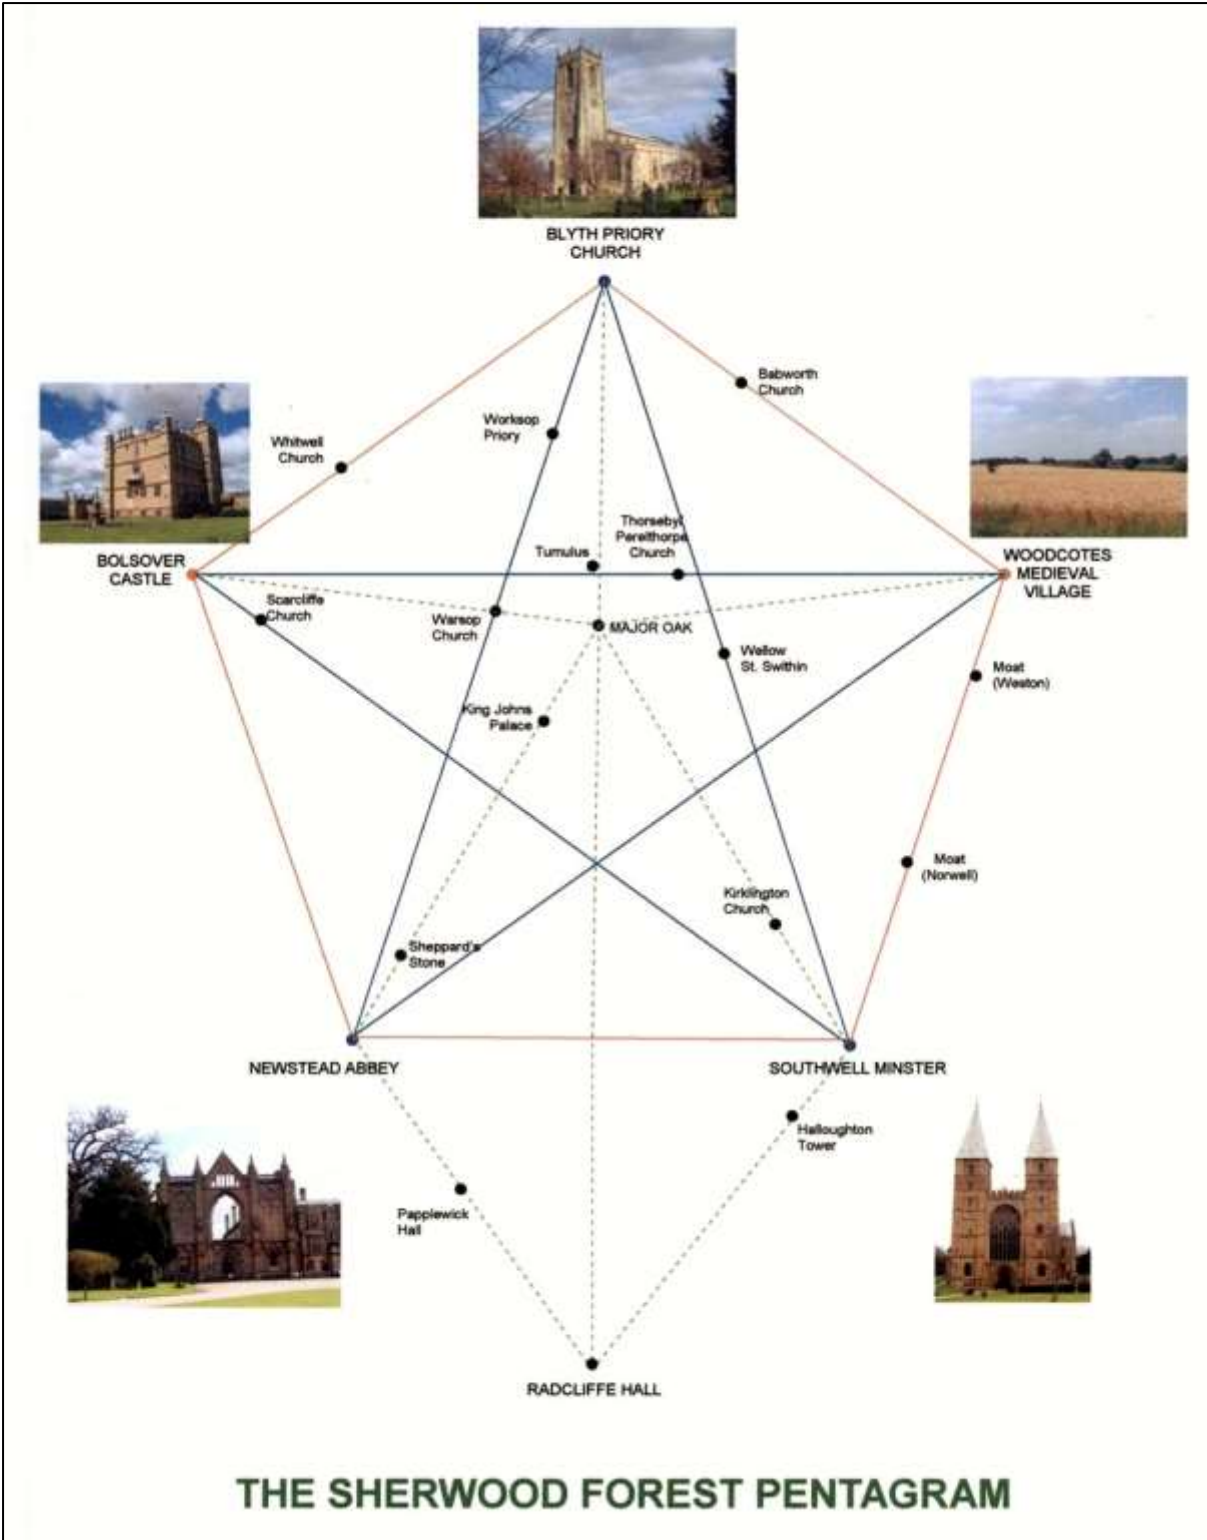 BLYTH PRIORY
CHURCH
Babworth
Church
Worksop
Priory
Whitwell
Church
Thorseby/
Perelthorpe
Church
Tumulus
BOLSOVER
CASTLE
WOODCOTES
MEDIEVAL
VILLAGE
Scarcliffe
Church
Warsop
Church
MAJOR OAK
Wellow
St. Swithin
Moat
(Weston)
King Johns
Palace
Moat
(Norwell)
Kirklington
Church
Sheppard's
Stone
NEWSTEAD ABBEY
SOUTHWELL MINSTER
Halloughton
Tower
Papplewick
Hall
RADCLIFFE HALL
THE SHERWOOD FOREST PENTAGRAM